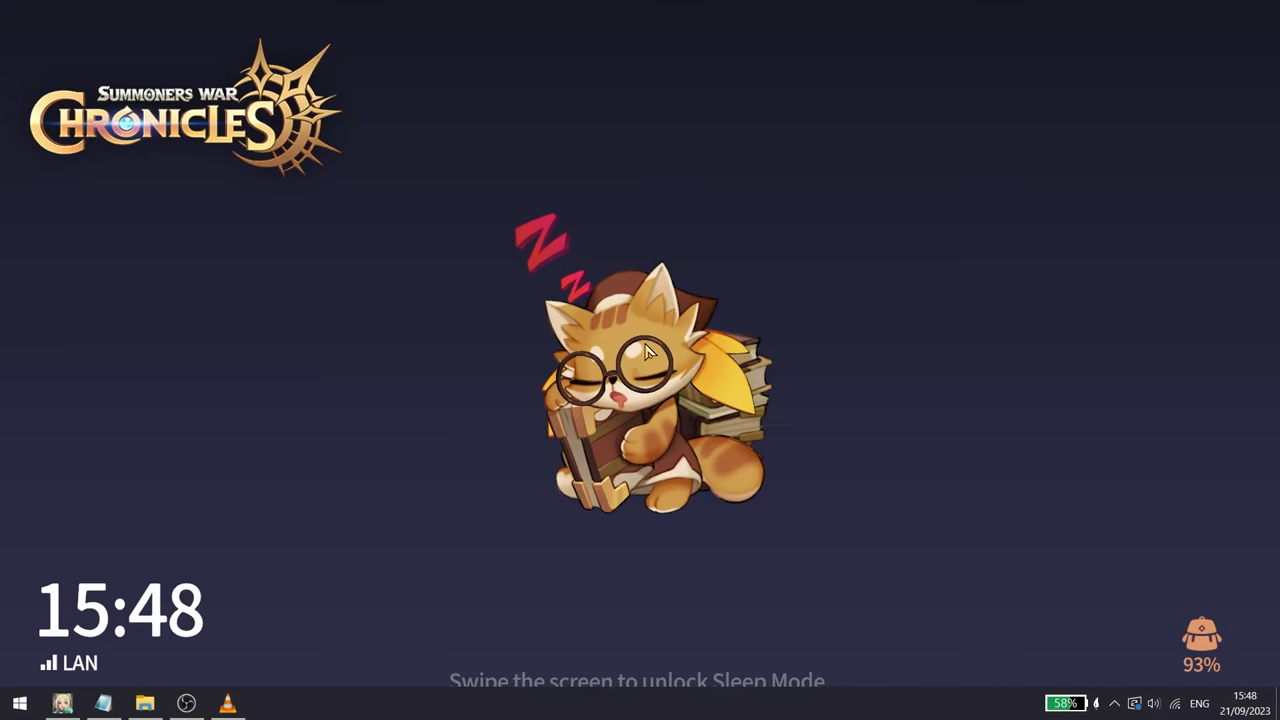 SUMMONERS WAR
CHRONICLES
Z
Z
15:48
LAN
93%
Swipe the screen to unlock Sleep Mode
58%
ENG
15:48
21/09/2023